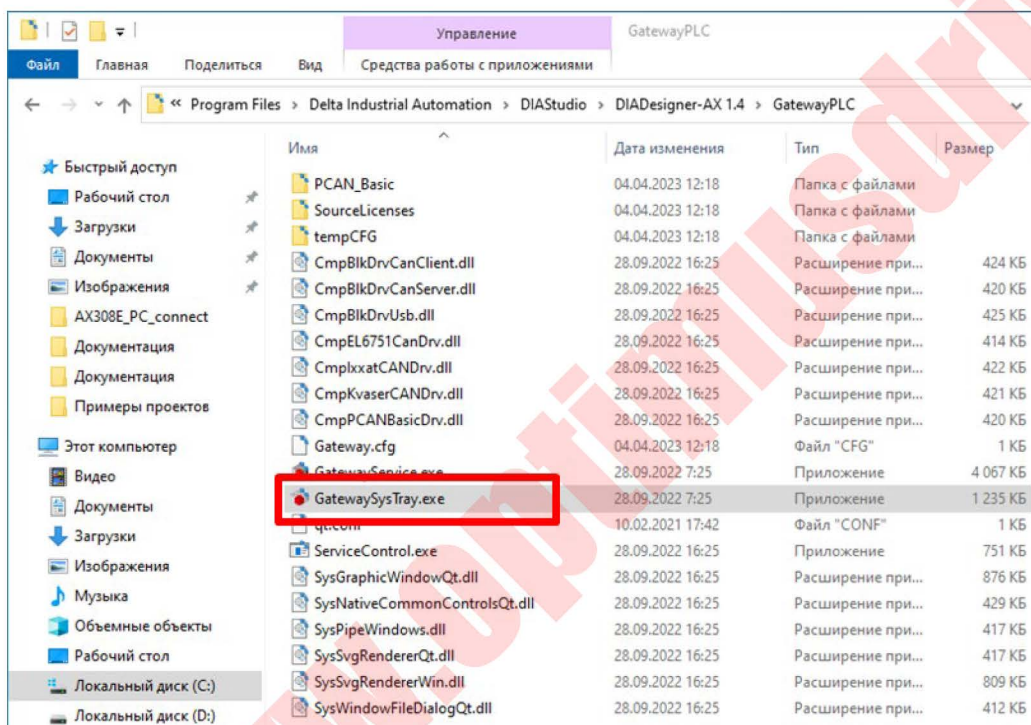 Управление GatewayPLC
Файл Главная Поделиться Вид Средства работы с приложениями
« Program Files > Delta Industrial Automation > DIAStudio > DIADesigner-AX 1.4 > GatewayPLC
Имя Дата изменения Тип Размер
Быстрый доступ
Рабочий стол
Загрузки
Документы
Изображения
AX308E_PC_connect
Документация
Документация
Примеры проектов
Этот компьютер
Видео
Документы
Загрузки
Изображения
Музыка
Объемные объекты
Рабочий стол
Локальный диск (C:)
Локальный диск (D:)
PCAN_Basic 04.04.2023 12:18 Папка с файлами
SourceLicenses 04.04.2023 12:18 Папка с файлами
tempCFG 04.04.2023 12:18 Папка с файлами
CmpBlkDrvCanClient.dll 28.09.2022 16:25 Расширение при... 424 КБ
CmpBlkDrvCanServer.dll 28.09.2022 16:25 Расширение при... 420 КБ
CmpBlkDrvUsb.dll 28.09.2022 16:25 Расширение при... 425 КБ
CmpEL6751CanDrv.dll 28.09.2022 16:25 Расширение при... 414 КБ
CmpIxxatCANDrv.dll 28.09.2022 16:25 Расширение при... 422 КБ
CmpKvaserCANDrv.dll 28.09.2022 16:25 Расширение при... 421 КБ
CmpPCANBasicDrv.dll 28.09.2022 16:25 Расширение при... 420 КБ
Gateway.cfg 04.04.2023 12:18 Файл "CFG" 1 КБ
GatewayService.exe 28.09.2022 7:25 Приложение 4 067 КБ
GatewaySysTray.exe 28.09.2022 7:25 Приложение 1 235 КБ
qt.conf 10.02.2021 17:42 Файл "CONF" 1 КБ
ServiceControl.exe 28.09.2022 16:25 Приложение 751 КБ
SysGraphicWindowQt.dll 28.09.2022 16:25 Расширение при... 876 КБ
SysNativeCommonControlsQt.dll 28.09.2022 16:25 Расширение при... 429 КБ
SysPipeWindows.dll 28.09.2022 16:25 Расширение при... 417 КБ
SysSvgRendererQt.dll 28.09.2022 16:25 Расширение при... 417 КБ
SysSvgRendererWin.dll 28.09.2022 16:25 Расширение при... 809 КБ
SysWindowFileDialogQt.dll 28.09.2022 16:25 Расширение при... 412 КБ